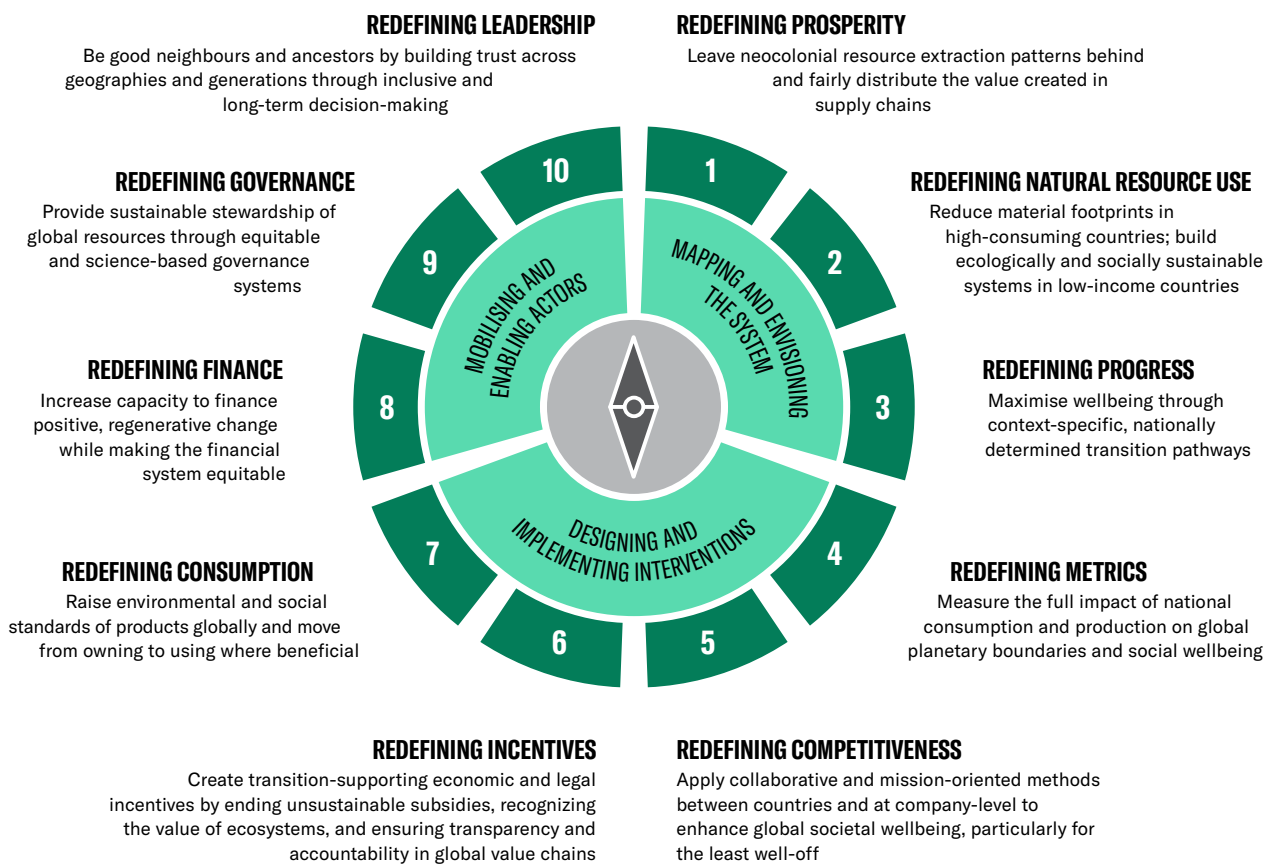 REDEFINING LEADERSHIP
Be good neighbours and ancestors by building trust across
geographies and generations through inclusive and
long-term decision-making
REDEFINING PROSPERITY
Leave neocolonial resource extraction patterns behind
and fairly distribute the value created in
supply chains
REDEFINING GOVERNANCE
Provide sustainable stewardship of
global resources through equitable
and science-based governance
systems
REDEFINING NATURAL RESOURCE USE
Reduce material footprints in
high-consuming countries; build
ecologically and socially sustainable
systems in low-income countries
REDEFINING FINANCE
Increase capacity to finance
positive, regenerative change
while making the financial
system equitable
REDEFINING PROGRESS
Maximise wellbeing through
context-specific, nationally
determined transition pathways
REDEFINING CONSUMPTION
Raise environmental and social
standards of products globally and move
from owning to using where beneficial
REDEFINING METRICS
Measure the full impact of national
consumption and production on global
planetary boundaries and social wellbeing
REDEFINING INCENTIVES
Create transition-supporting economic and legal
incentives by ending unsustainable subsidies, recognizing
the value of ecosystems, and ensuring transparency and
accountability in global value chains
REDEFINING COMPETITIVENESS
Apply collaborative and mission-oriented methods
between countries and at company-level to
enhance global societal wellbeing, particularly for
the least well-off
1
2
3
4
5
6
7
8
9
10
MAPPING AND ENVISIONING
THE SYSTEM
DESIGNING AND
IMPLEMENTING INTERVENTIONS
MOBILISING AND
ENABLING ACTORS